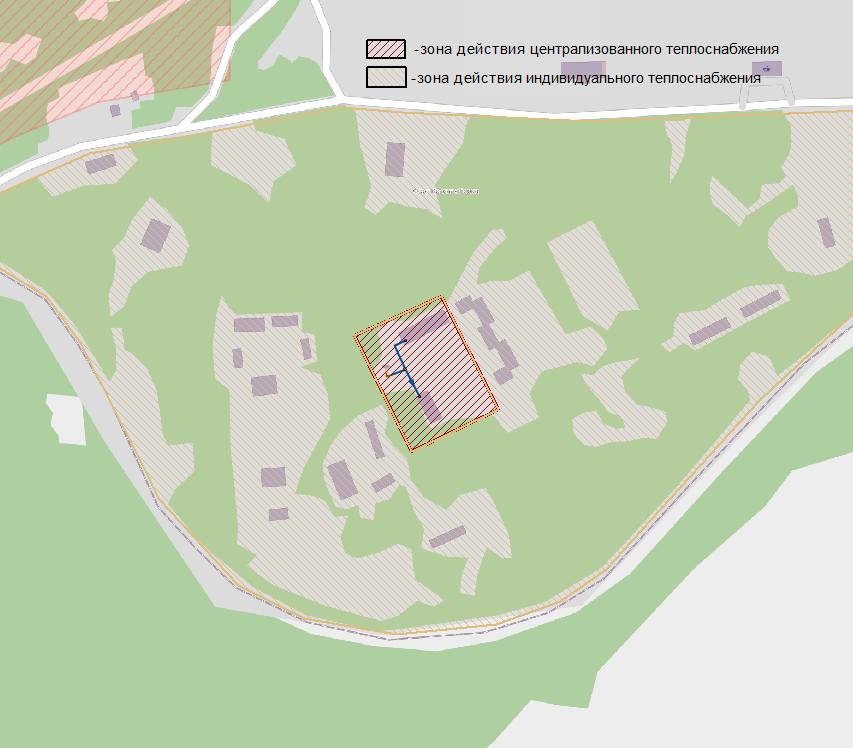 -зона действия централизованного теплоснабжения
-зона действия индивидуального теплоснабжения